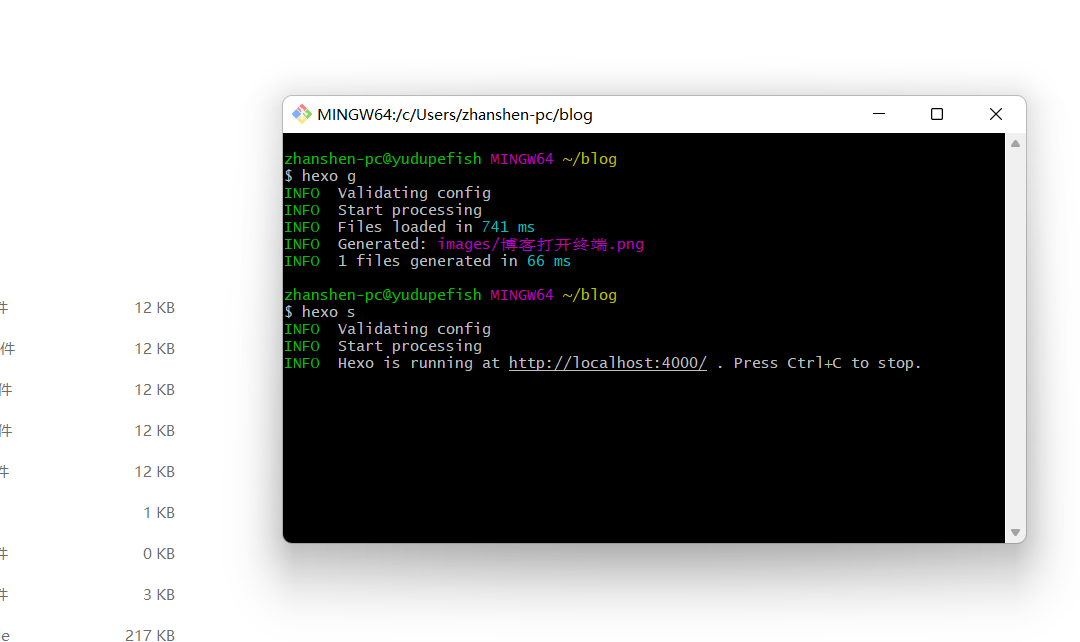 MINGW64:/c/Users/zhanshen-pc/blog
zhanshen-pc@yudupefish MINGW64 ~/blog
$ hexo g
INFO  Validating config
INFO  Start processing
INFO  Files loaded in 741 ms
INFO  Generated: images/博客打开终端.png
INFO  1 files generated in 66 ms
zhanshen-pc@yudupefish MINGW64 ~/blog
$ hexo s
INFO  Validating config
INFO  Start processing
INFO  Hexo is running at http://localhost:4000/ . Press Ctrl+C to stop.
件 12 KB
件 12 KB
件 12 KB
件 12 KB
件 12 KB
1 KB
件 0 KB
件 3 KB
e 217 KB